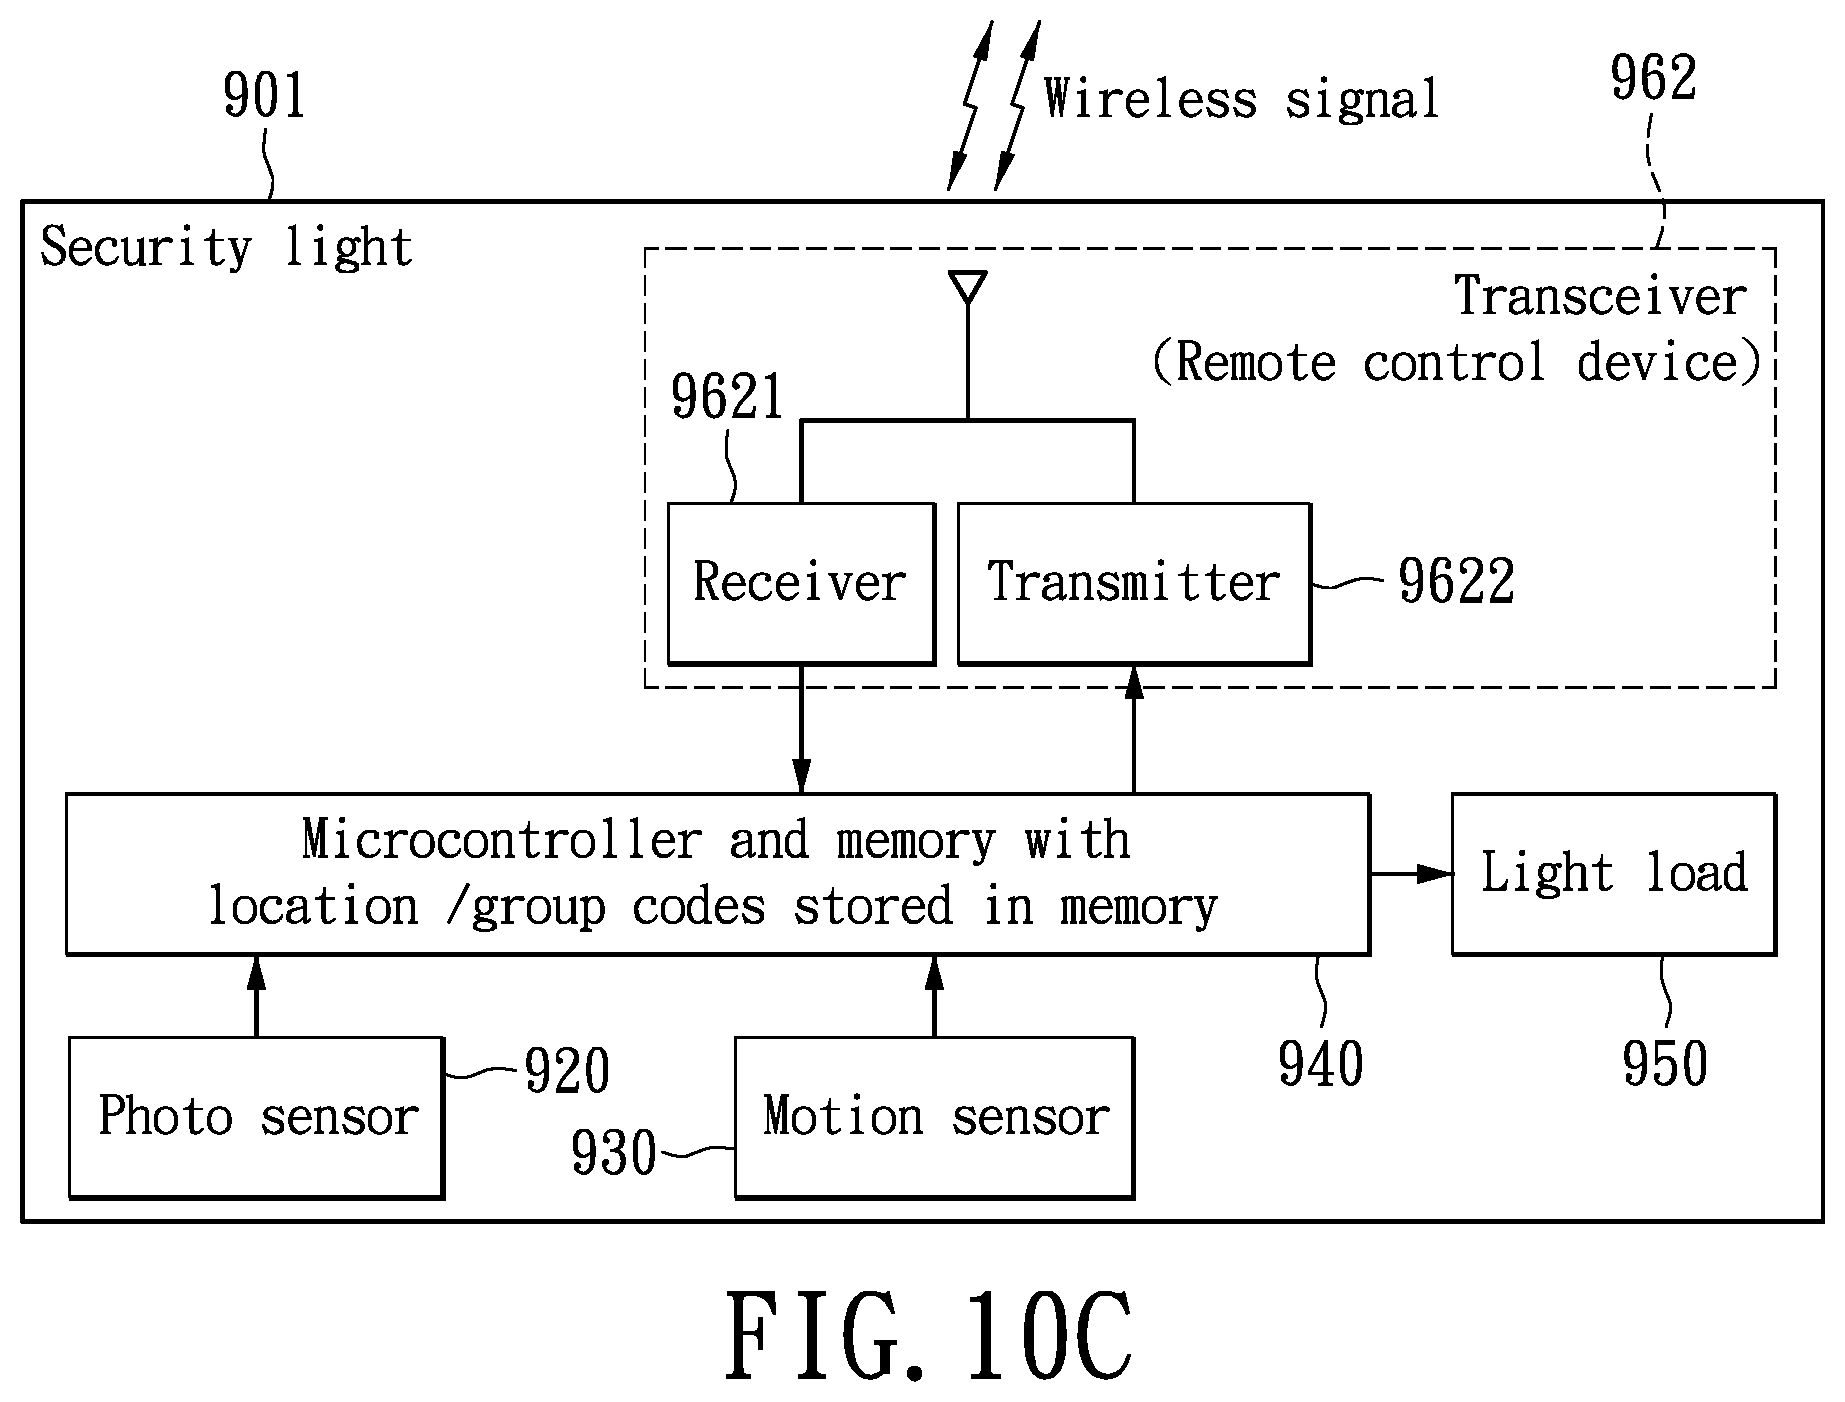 901
Wireless signal
962
Security light
Transceiver
(Remote control device)
9621
Receiver
Transmitter
9622
Microcontroller and memory with
location /group codes stored in memory
Light load
Photo sensor
920
930
Motion sensor
940
950
FIG. 10C